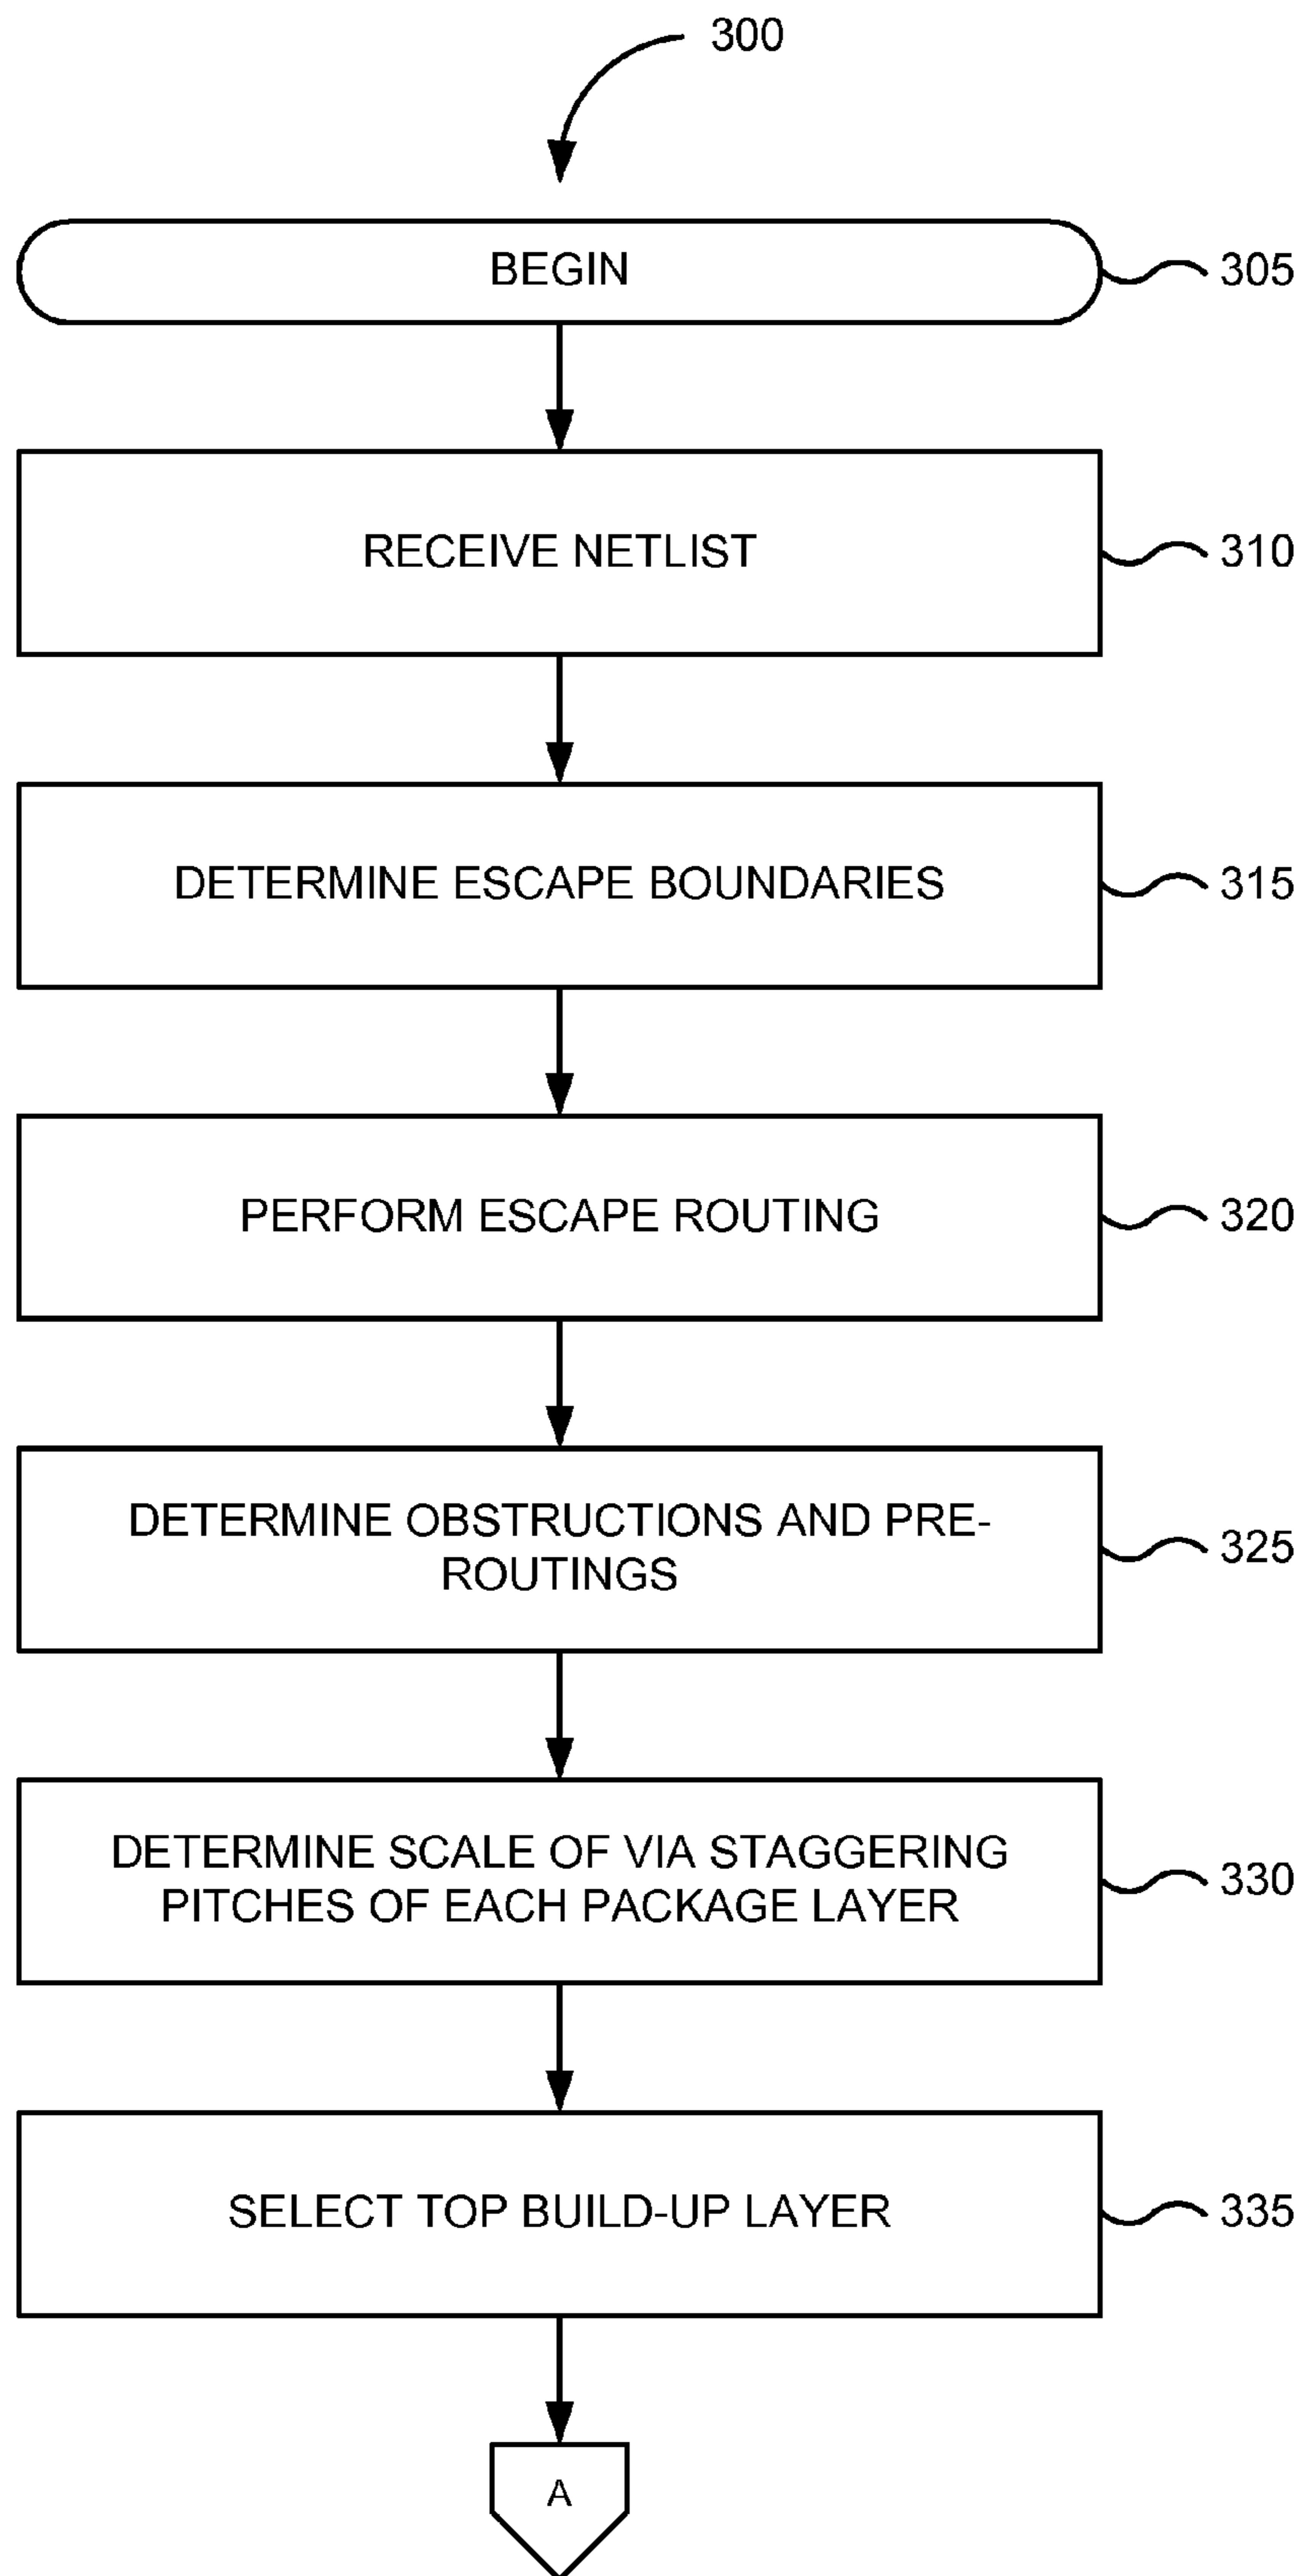 300
BEGIN
305
RECEIVE NETLIST
310
DETERMINE ESCAPE BOUNDARIES
315
PERFORM ESCAPE ROUTING
320
DETERMINE OBSTRUCTIONS AND PRE-
ROUTINGS
325
DETERMINE SCALE OF VIA STAGGERING
PITCHES OF EACH PACKAGE LAYER
330
SELECT TOP BUILD-UP LAYER
335
A